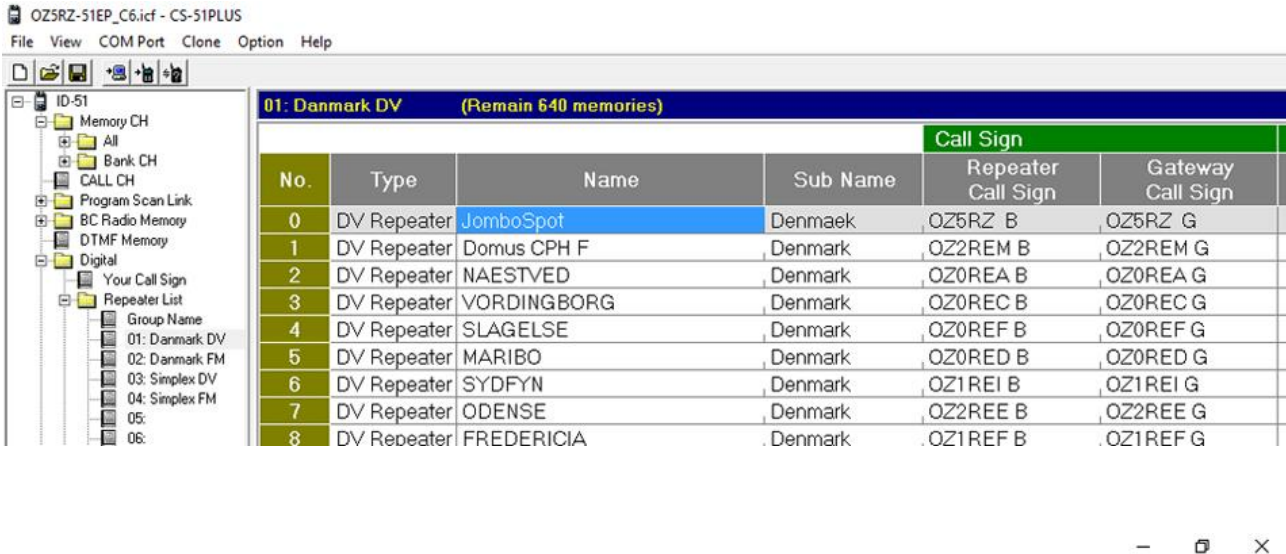 OZ5RZ-51EP_C6.icf - CS-51PLUS
File View COM Port Clone Option Help
ID-51
Memory CH
All
Bank CH
CALL CH
Program Scan Link
BC Radio Memory
DTMF Memory
Digital
Your Call Sign
Repeater List
Group Name
01: Danmark DV
02: Danmark FM
03: Simplex DV
04: Simplex FM
05:
06:
01: Danmark DV (Remain 640 memories)
Call Sign
No. Type Name Sub Name Repeater Call Sign Gateway Call Sign
0 DV Repeater JomboSpot Denmaek OZ5RZ B OZ5RZ G
1 DV Repeater Domus CPH F Denmark OZ2REM B OZ2REM G
2 DV Repeater NAESTVED Denmark OZ0REA B OZ0REA G
3 DV Repeater VORDINGBORG Denmark OZ0REC B OZ0REC G
4 DV Repeater SLAGELSE Denmark OZ0REF B OZ0REF G
5 DV Repeater MARIBO Denmark OZ0RED B OZ0RED G
6 DV Repeater SYDFYN Denmark OZ1REI B OZ1REI G
7 DV Repeater ODENSE Denmark OZ2REE B OZ2REE G
8 DV Repeater FREDERICIA Denmark OZ1REF B OZ1REF G